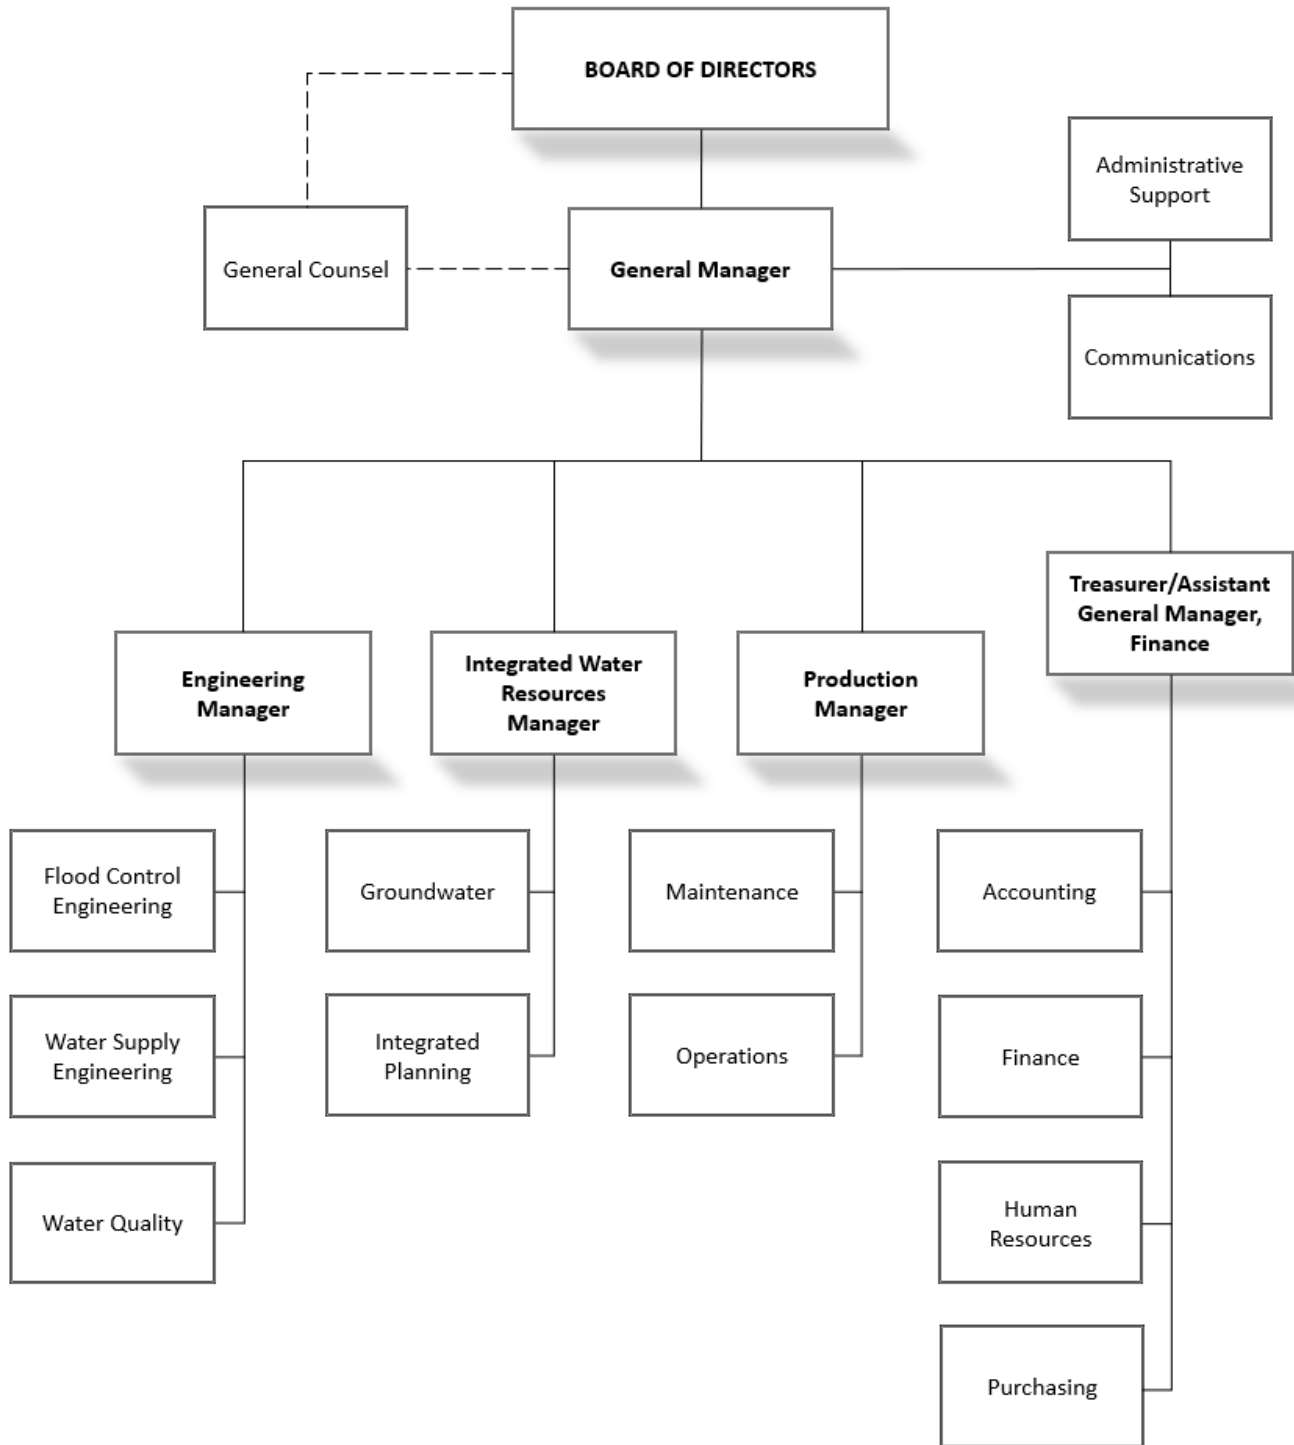 BOARD OF DIRECTORS
Administrative
Support
General Counsel
General Manager
Communications
Treasurer/Assistant
General Manager,
Finance
Engineering
Manager
Integrated Water
Resources
Manager
Production
Manager
Flood Control
Engineering
Groundwater
Maintenance
Accounting
Water Supply
Engineering
Integrated
Planning
Operations
Finance
Water Quality
Human
Resources
Purchasing